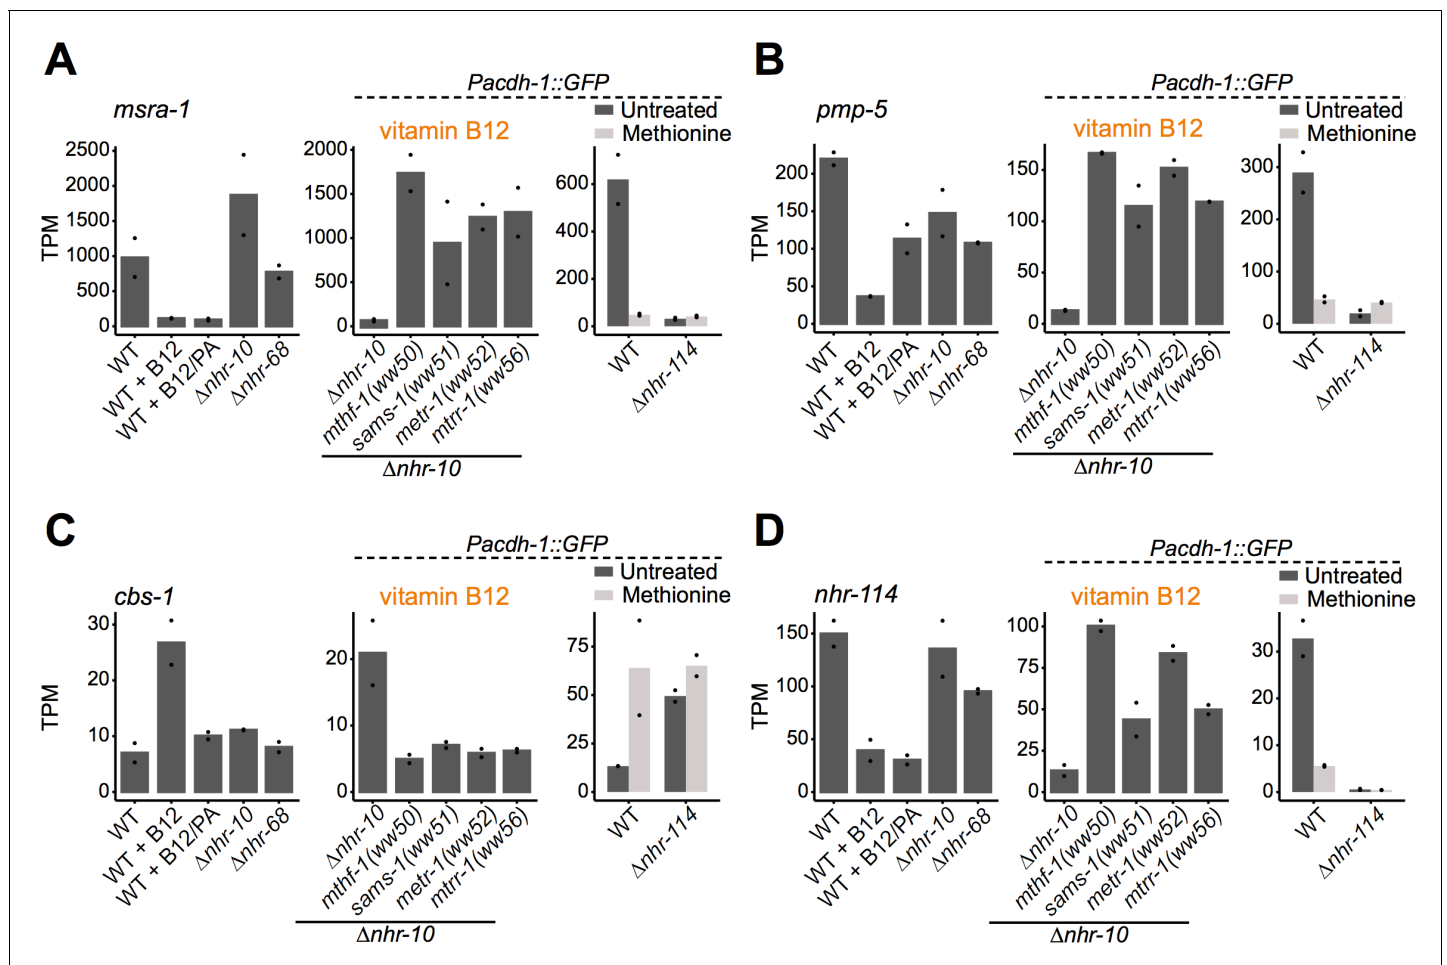 A
Pacdh-1::GFP
msra-1
vitamin B12
Untreated
Methionine
TPM
2500
2000
1500
1000
500
0
WT
WT + B12
WT + B12/PA
Δnhr-10
Δnhr-68
2000
1500
1000
500
0
Δnhr-10
mthf-1(ww50)
sams-1(ww51)
metr-1(ww52)
mtrr-1(ww56)
Δnhr-10
600
400
200
0
WT
Δnhr-114
B
Pacdh-1::GFP
pmp-5
vitamin B12
Untreated
Methionine
TPM
200
150
100
50
0
WT
WT + B12
WT + B12/PA
Δnhr-10
Δnhr-68
150
100
50
0
Δnhr-10
mthf-1(ww50)
sams-1(ww51)
metr-1(ww52)
mtrr-1(ww56)
Δnhr-10
300
200
100
0
WT
Δnhr-114
C
Pacdh-1::GFP
cbs-1
vitamin B12
Untreated
Methionine
TPM
30
20
10
0
WT
WT + B12
WT + B12/PA
Δnhr-10
Δnhr-68
20
10
0
Δnhr-10
mthf-1(ww50)
sams-1(ww51)
metr-1(ww52)
mtrr-1(ww56)
Δnhr-10
75
50
25
0
WT
Δnhr-114
D
Pacdh-1::GFP
nhr-114
vitamin B12
Untreated
Methionine
TPM
150
100
50
0
WT
WT + B12
WT + B12/PA
Δnhr-10
Δnhr-68
100
75
50
25
0
Δnhr-10
mthf-1(ww50)
sams-1(ww51)
metr-1(ww52)
mtrr-1(ww56)
Δnhr-10
30
30
10
0
WT
Δnhr-114